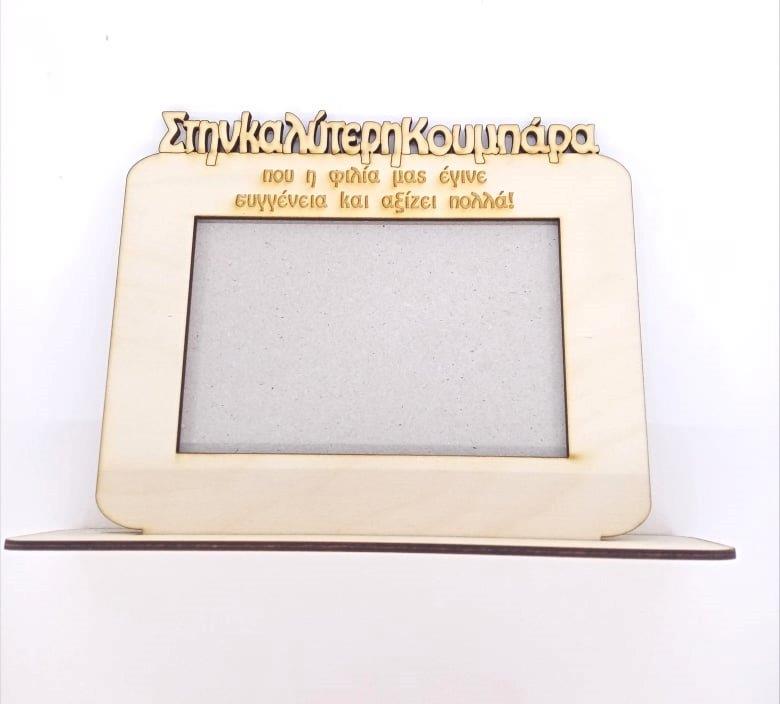 ΣτηνκαλύτερηΚουμπάρα
που η φιλία μας έγινε
συγγένεια και αξίζει πολλά!